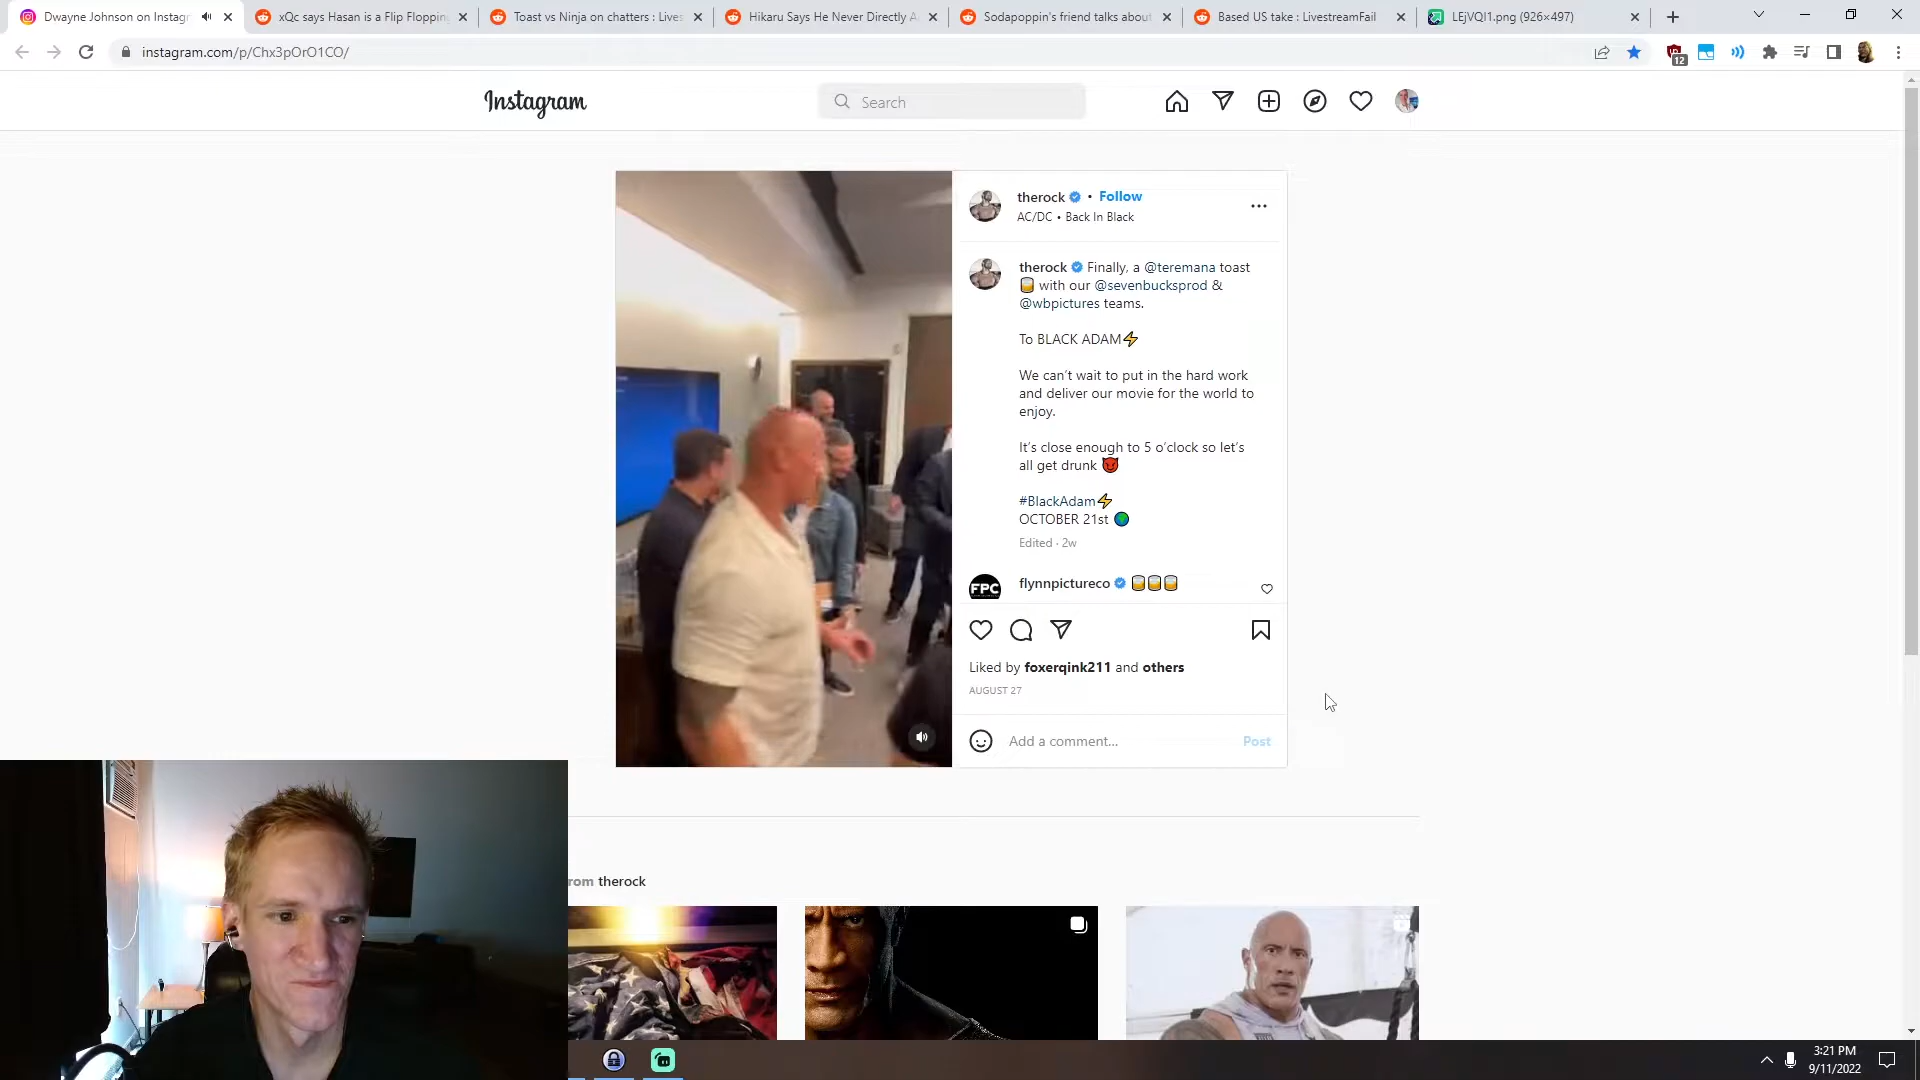 Dwayne Johnson on Instagr
xQc says Hasan is a Flip Flopping
Toast vs Ninja on chatters : Lives
Hikaru Says He Never Directly A
Sodapoppin's friend talks about
Based US take : LivestreamFail
LEjVQI1.png (926×497)
instagram.com/p/Chx3pOrO1CO/
12
Instagram
Search
therock • Follow
AC/DC • Back In Black
therock Finally, a @teremana toast
🥃 with our @sevenbucksprod &
@wbpictures teams.
To BLACK ADAM⚡
We can't wait to put in the hard work
and deliver our movie for the world to
enjoy.
It's close enough to 5 o'clock so let's
all get drunk 😈
#BlackAdam⚡
OCTOBER 21st 🌍
Edited · 2w
FPC
flynnpictureco 🥃🥃🥃
Liked by foxerqink211 and others
AUGUST 27
Add a comment...
Post
rom therock
3:21 PM
9/11/2022